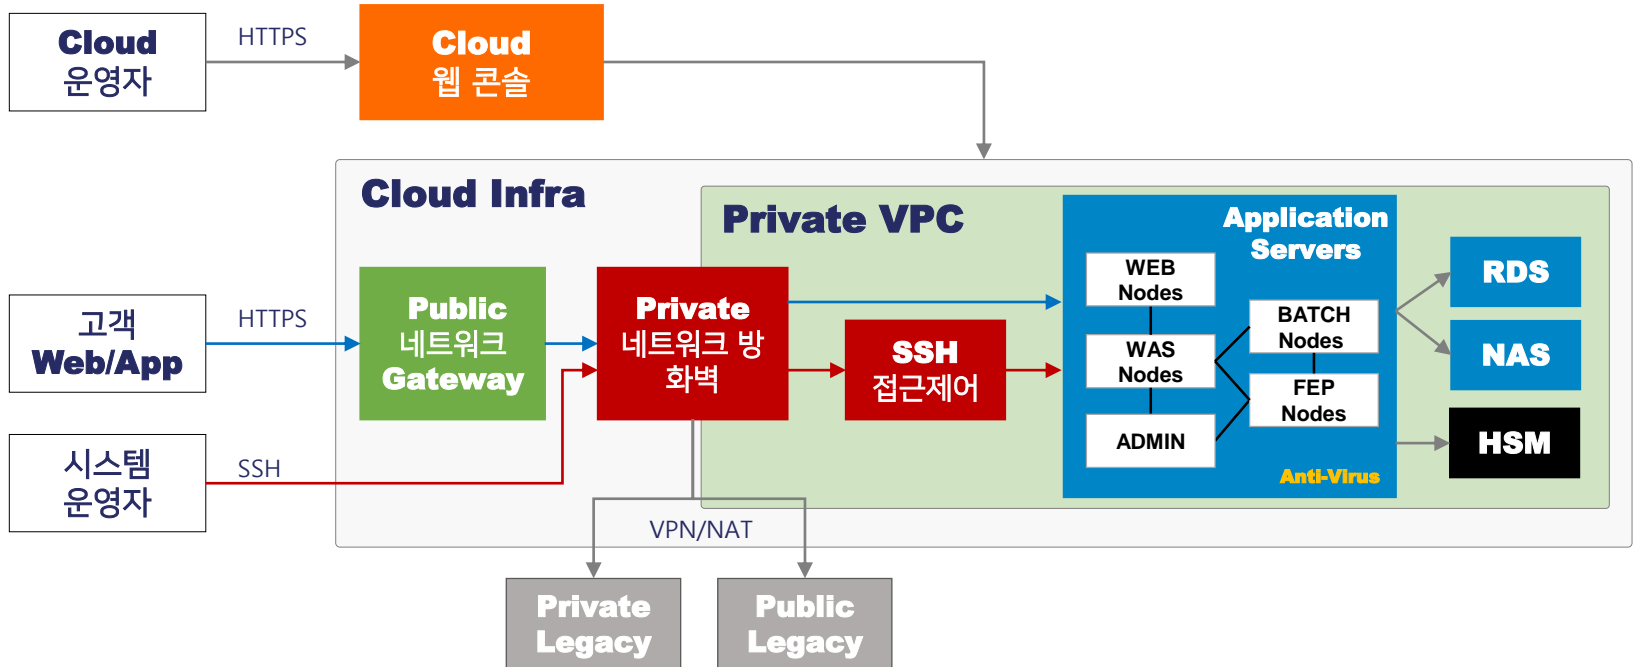 Cloud
운영자
HTTPS
Cloud
웹 콘솔
Cloud Infra
Private VPC
Application
Servers
고객
Web/App
HTTPS
Public
네트워크
Gateway
Private
네트워크 방
화벽
SSH
접근제어
WEB
Nodes
WAS
Nodes
ADMIN
BATCH
Nodes
FEP
Nodes
Anti-Virus
RDS
NAS
HSM
시스템
운영자
SSH
VPN/NAT
Private
Legacy
Public
Legacy